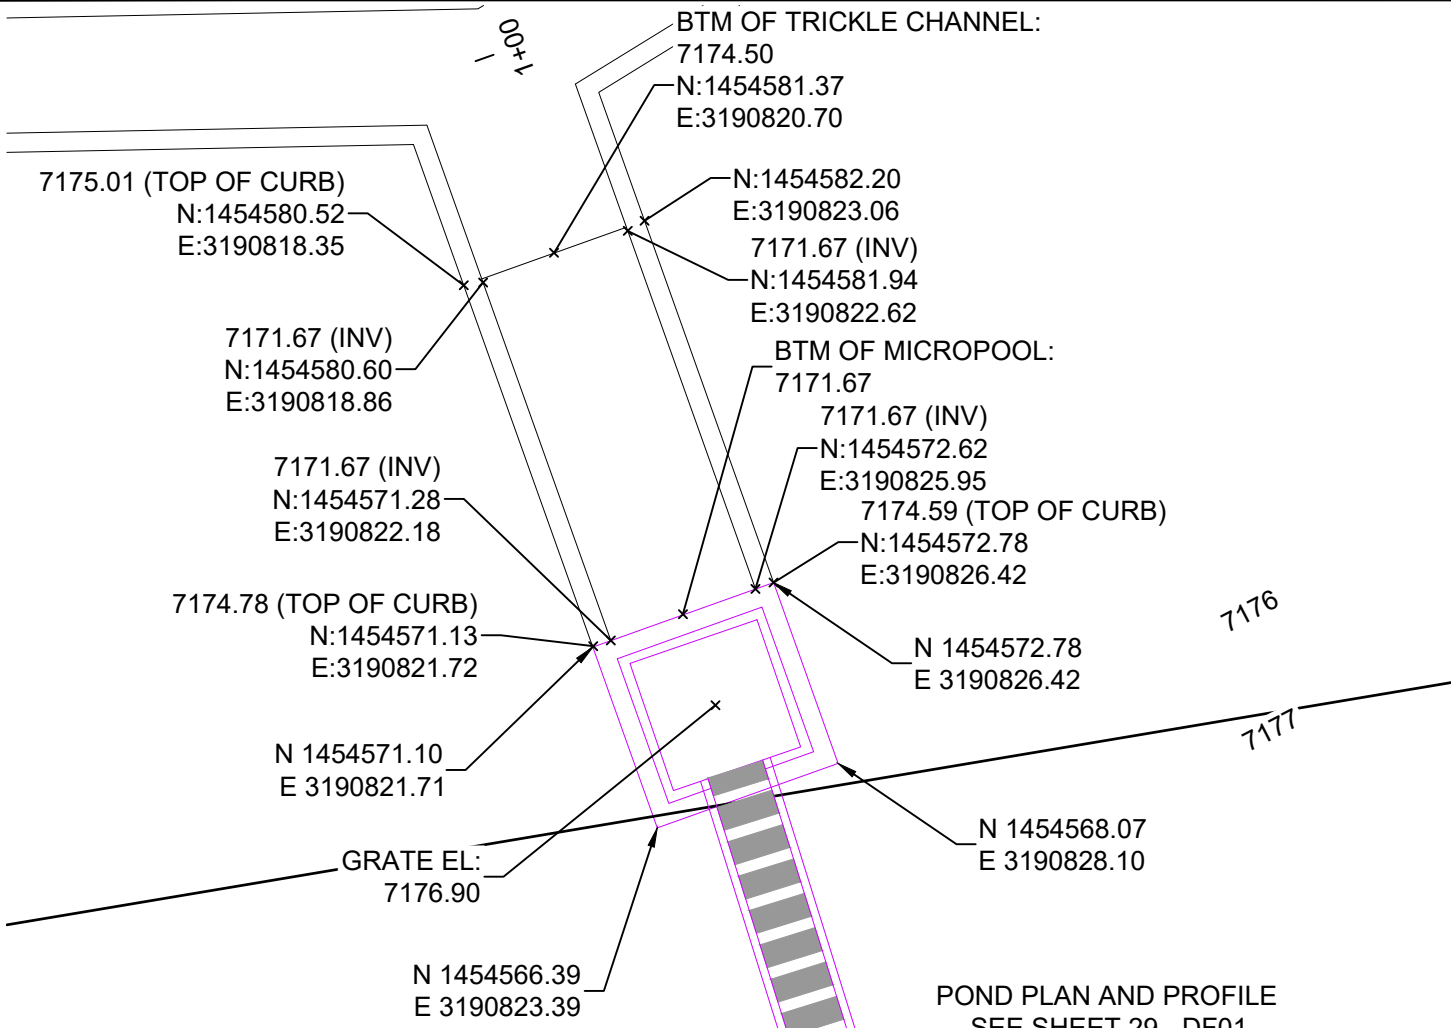 1+00
BTM OF TRICKLE CHANNEL:
7174.50
N:1454581.37
E:3190820.70
7175.01 (TOP OF CURB)
N:1454580.52
E:3190818.35
N:1454582.20
E:3190823.06
7171.67 (INV)
N:1454581.94
E:3190822.62
7171.67 (INV)
N:1454580.60
E:3190818.86
BTM OF MICROPOOL:
7171.67
7171.67 (INV)
N:1454572.62
E:3190825.95
7171.67 (INV)
N:1454571.28
E:3190822.18
7174.59 (TOP OF CURB)
N:1454572.78
E:3190826.42
7174.78 (TOP OF CURB)
N:1454571.13
E:3190821.72
7176
N 1454572.78
E 3190826.42
7177
N 1454571.10
E 3190821.71
N 1454568.07
E 3190828.10
GRATE EL:
7176.90
N 1454566.39
E 3190823.39
POND PLAN AND PROFILE
SEE SHEET 29 - DE01